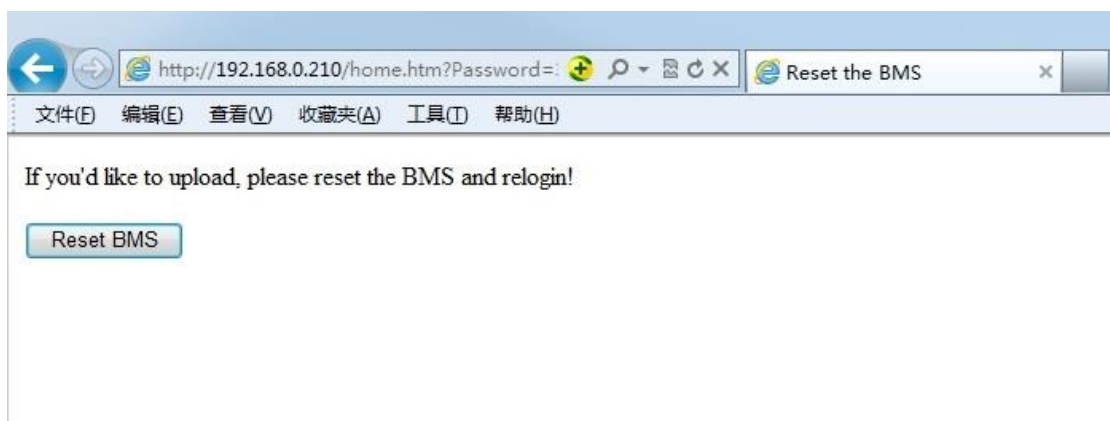 http://192.168.0.210/home.htm?Password=
Reset the BMS
文件(F) 编辑(E) 查看(V) 收藏夹(A) 工具(T) 帮助(H)
If you'd like to upload, please reset the BMS and relogin!
Reset BMS